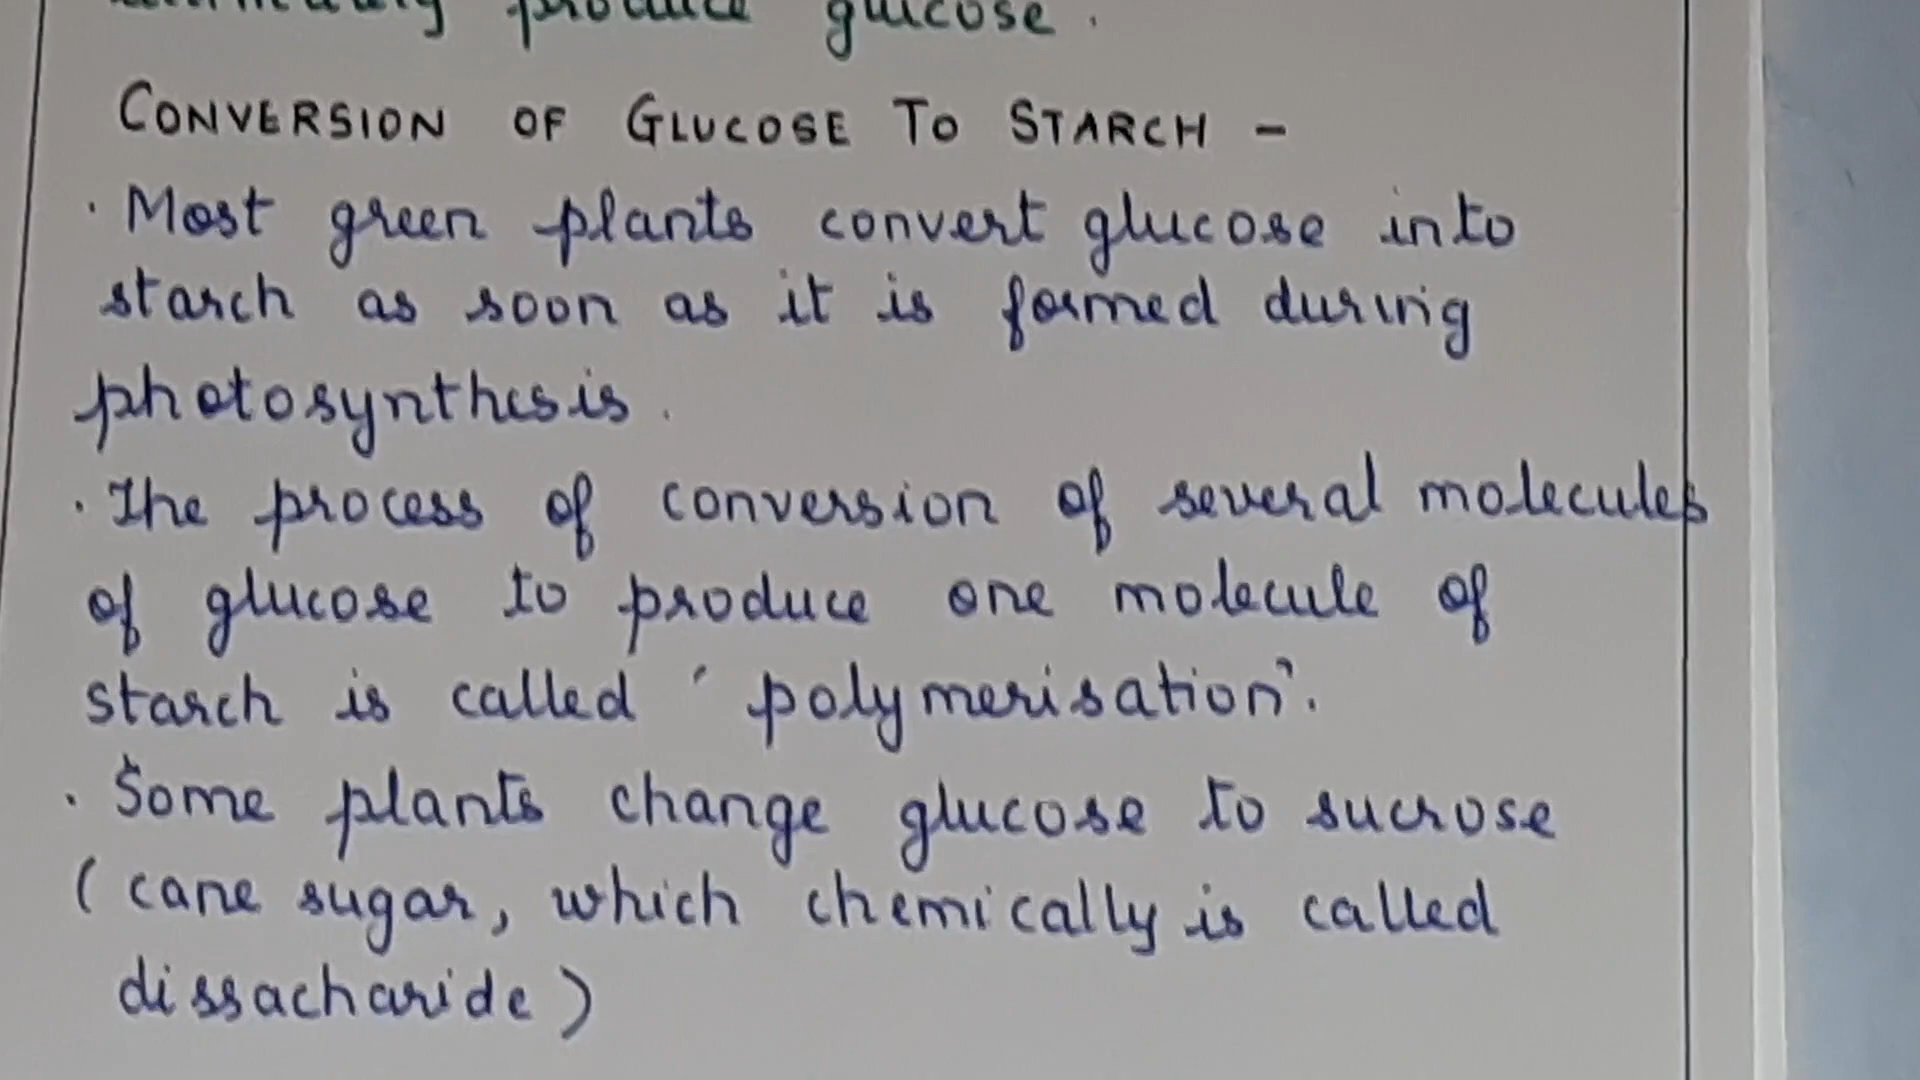 produce glucose.
CONVERSION OF GLUCOSE TO STARCH -
· Most green plants convert glucose into
starch as soon as it is formed during
photosynthesis.
· The process of conversion of several molecules
of glucose to produce one molecule of
starch is called 'polymerisation'.
· Some plants change glucose to sucrose
(cane sugar, which chemically is called
dissacharide)